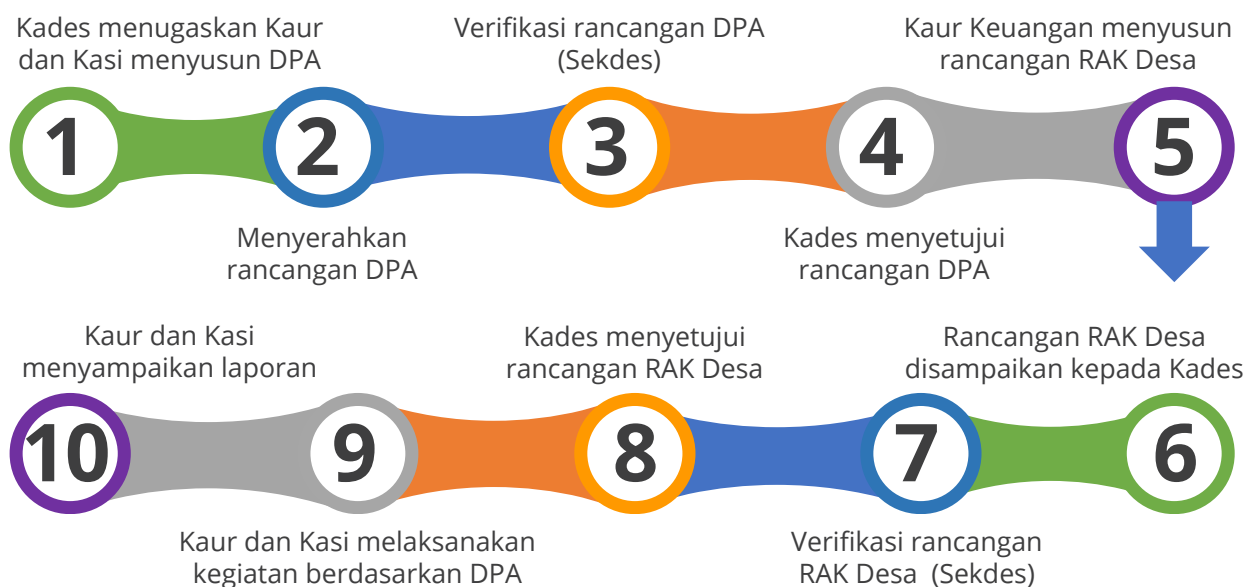 Kades menugaskan Kaur
dan Kasi menyusun DPA
1
2
Menyerahkan
rancangan DPA
Verifikasi rancangan DPA
(Sekdes)
3
4
Kades menyetujui
rancangan DPA
Kaur Keuangan menyusun
rancangan RAK Desa
5
Rancangan RAK Desa
disampaikan kepada Kades
6
7
Verifikasi rancangan
RAK Desa (Sekdes)
Kades menyetujui
rancangan RAK Desa
8
9
Kaur dan Kasi melaksanakan
kegiatan berdasarkan DPA
Kaur dan Kasi
menyampaikan laporan
10